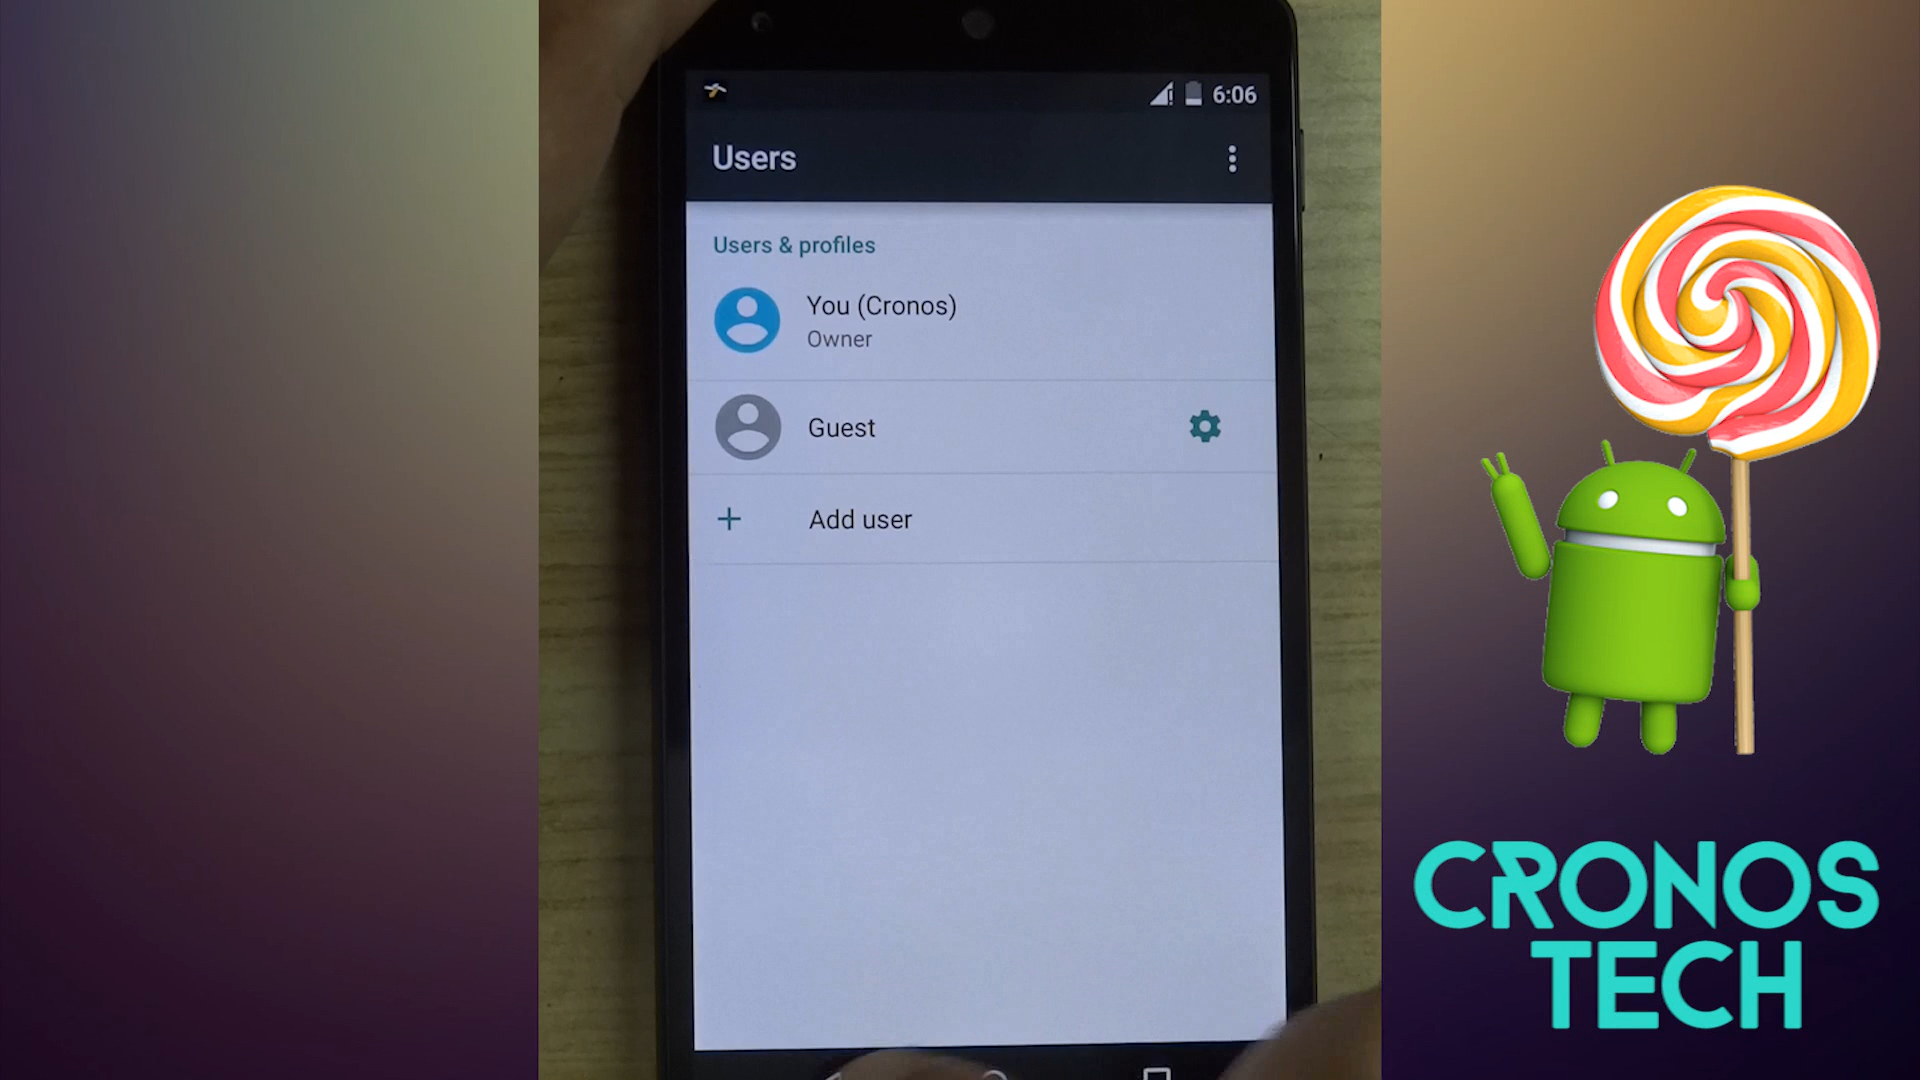 6:06
Users
Users & profiles
You (Cronos)
Owner
Guest
Add user
CRONOS
TECH